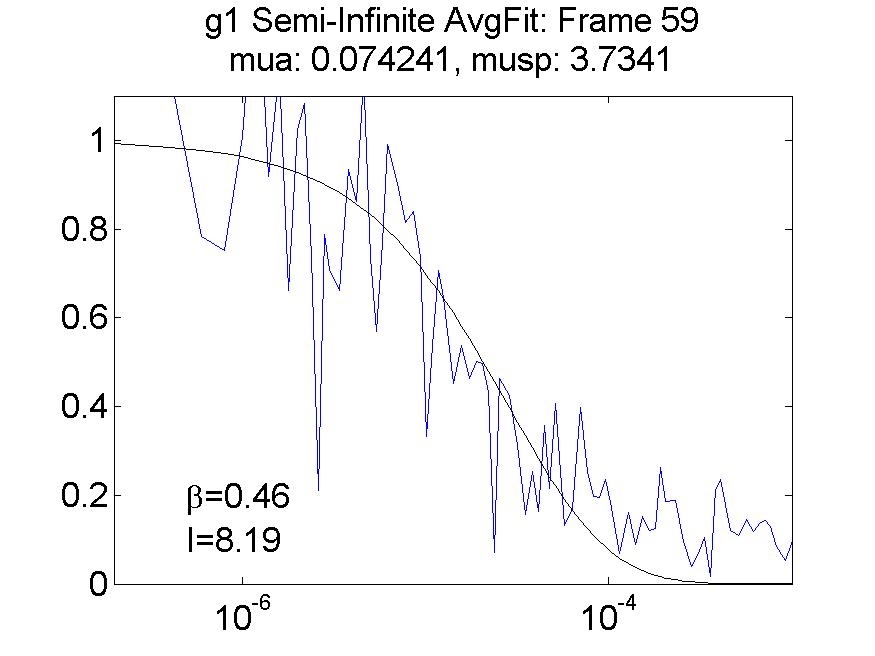 g1 Semi-Infinite AvgFit: Frame 59
mua: 0.074241, musp: 3.7341
1
0.8
0.6
0.4
0.2
0
β=0.46
I=8.19
10^-6
10^-4